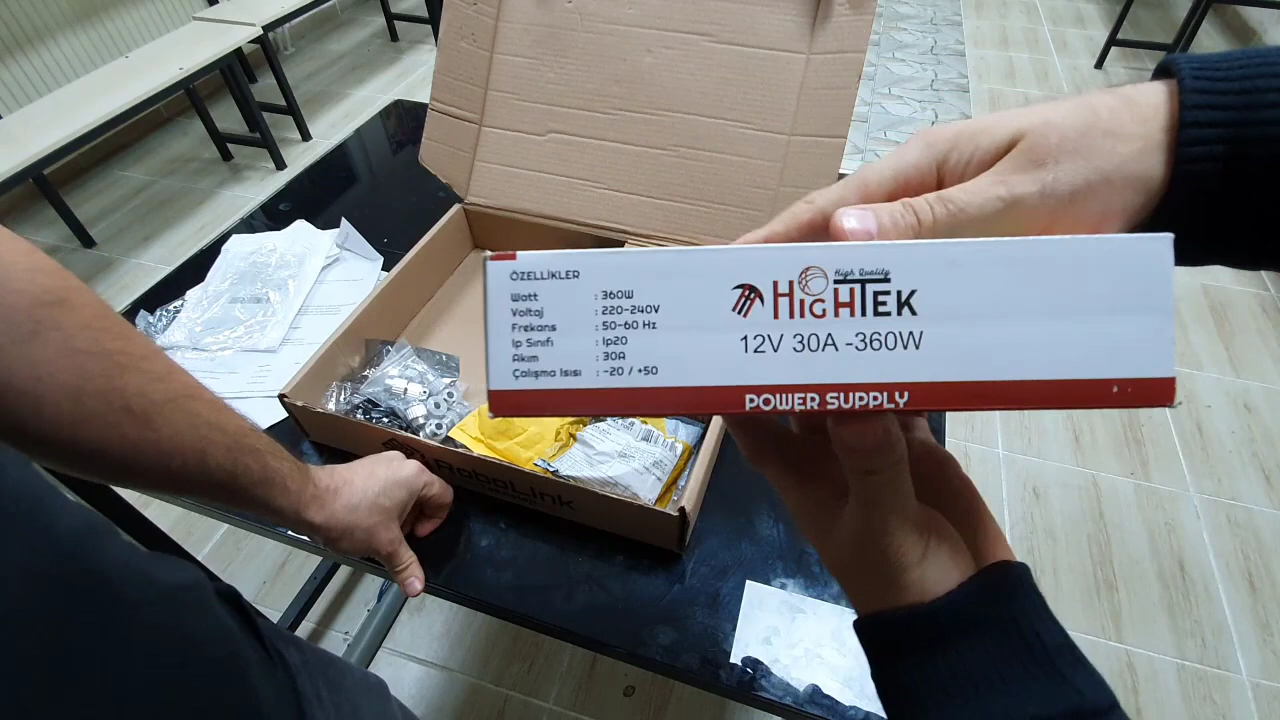 ÖZELLİKLER
Watt : 360W
Voltaj : 220-240V
Frekans : 50-60 Hz
Ip Sınıfı : Ip20
Akım : 30A
Çalışma Isısı : -20 / +50
High Quality
HIGHTEK
12V 30A -360W
POWER SUPPLY
RoboLink